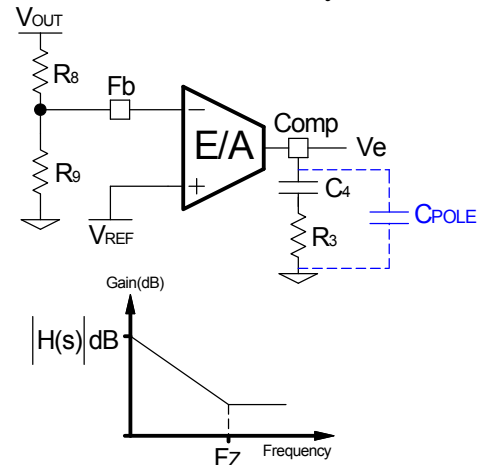 VOUT
R8
Fb
R9
VREF
E/A
Comp
Ve
C4
R3
CPOLE
Gain(dB)
|H(s)| dB
FZ
Frequency